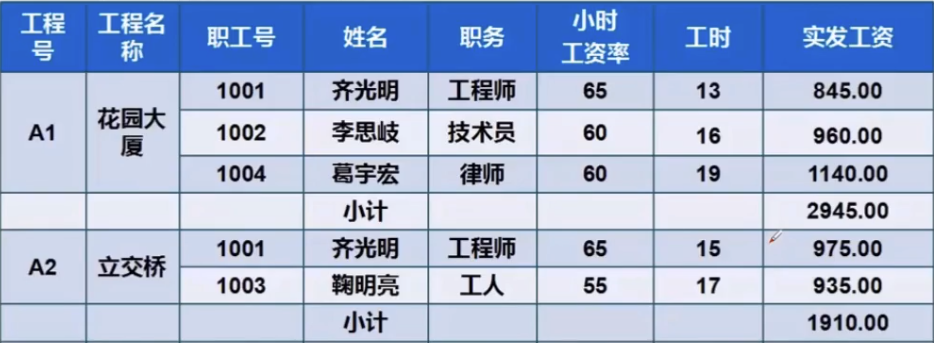 工程号 工程名称 职工号 姓名 职务 小时工资率 工时 实发工资
A1 花园大厦 1001 齐光明 工程师 65 13 845.00
1002 李思岐 技术员 60 16 960.00
1004 葛宇宏 律师 60 19 1140.00
小计 2945.00
A2 立交桥 1001 齐光明 工程师 65 15 975.00
1003 鞠明亮 工人 55 17 935.00
小计 1910.00